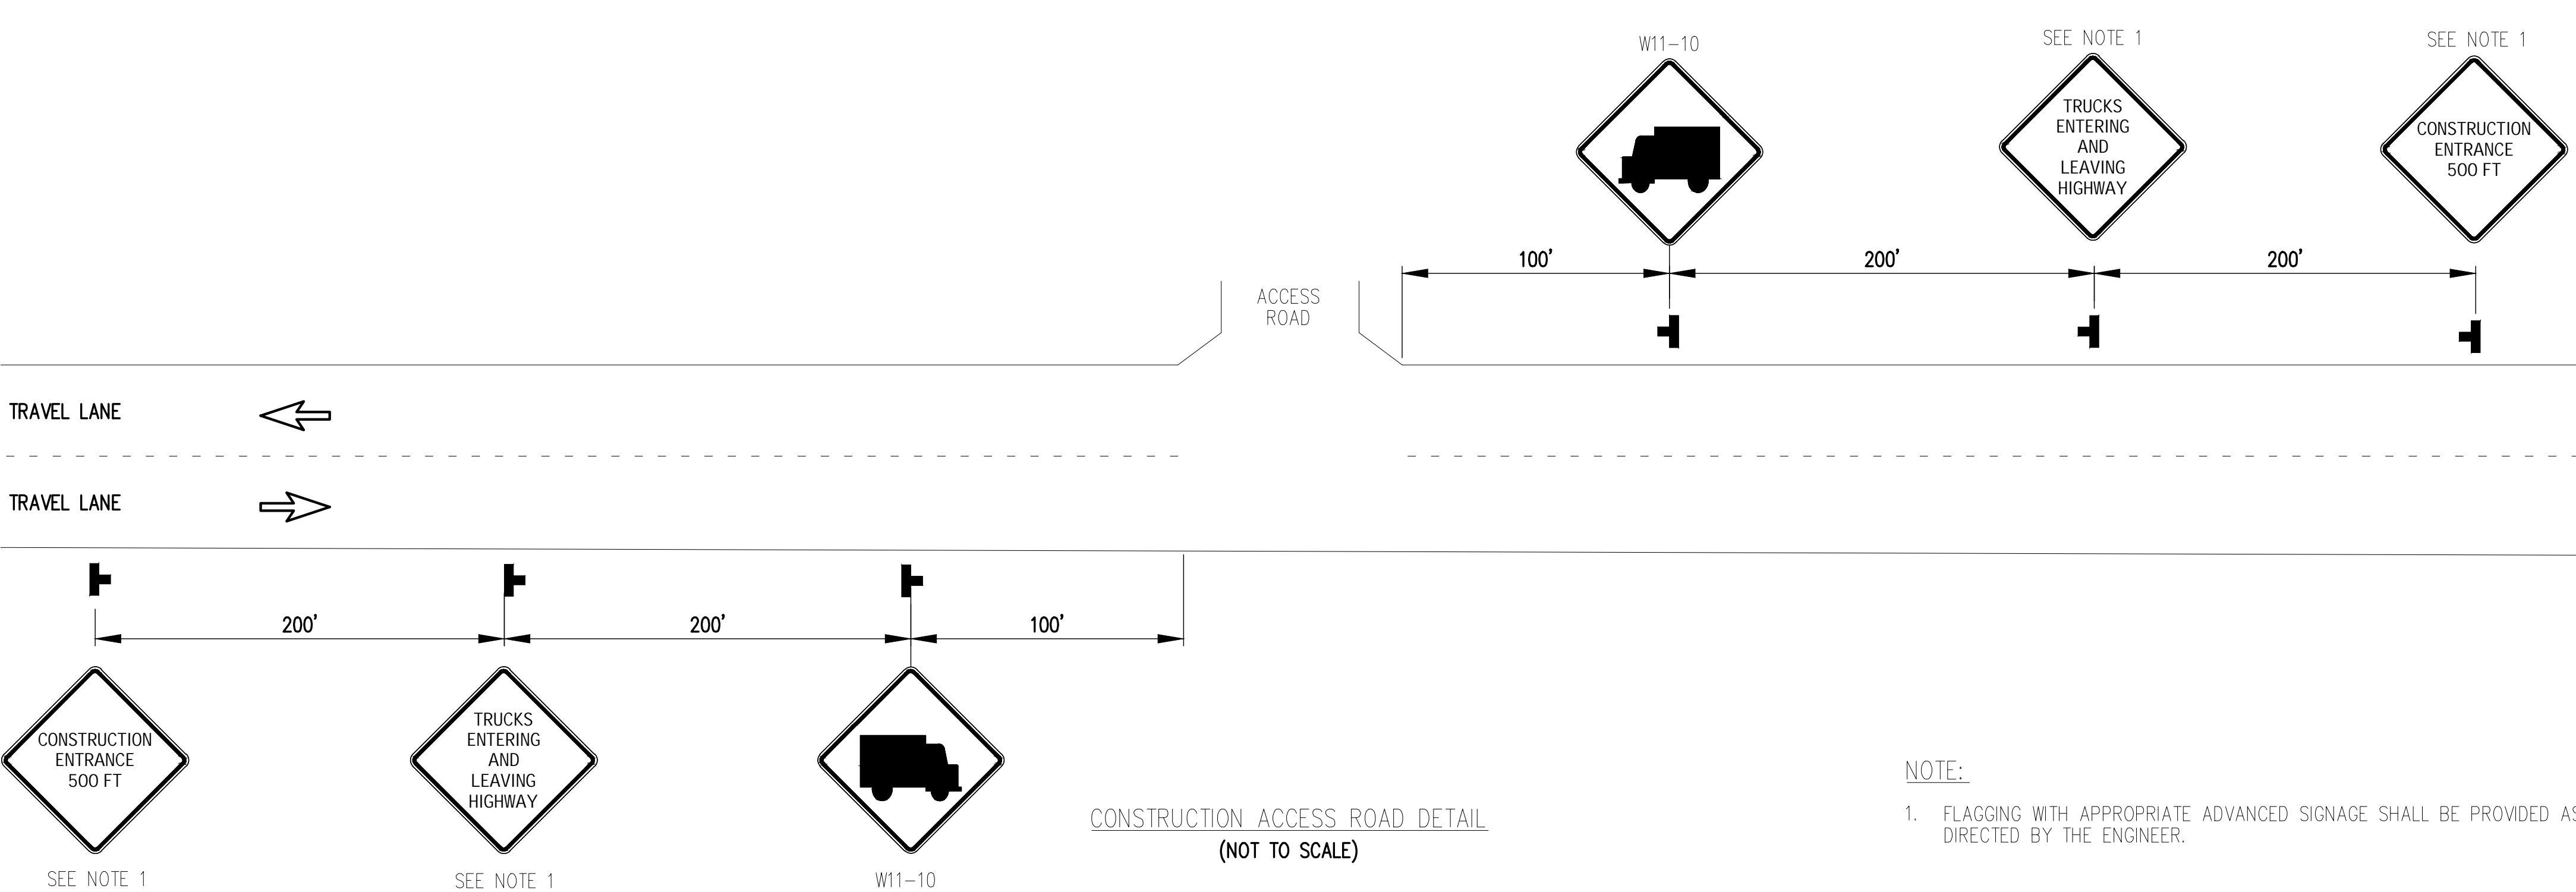 W11-10
SEE NOTE 1
SEE NOTE 1
TRUCKS
ENTERING
AND
LEAVING
HIGHWAY
CONSTRUCTION
ENTRANCE
500 FT
100'
200'
200'
ACCESS
ROAD
TRAVEL LANE
TRAVEL LANE
200'
200'
100'
CONSTRUCTION
ENTRANCE
500 FT
TRUCKS
ENTERING
AND
LEAVING
HIGHWAY
SEE NOTE 1
SEE NOTE 1
W11-10
CONSTRUCTION ACCESS ROAD DETAIL
(NOT TO SCALE)
NOTE:
1. FLAGGING WITH APPROPRIATE ADVANCED SIGNAGE SHALL BE PROVIDED AS
DIRECTED BY THE ENGINEER.